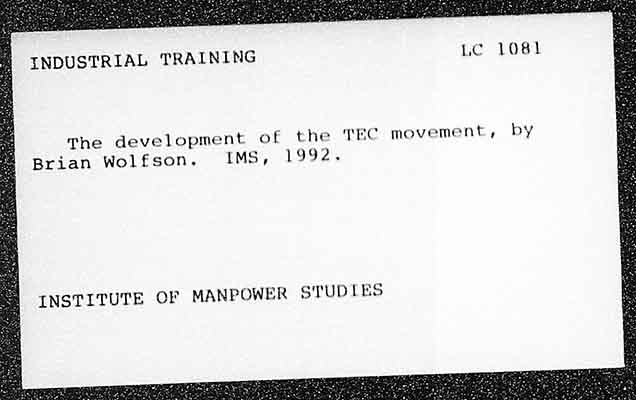 INDUSTRIAL TRAINING LC 1081
The development of the TEC movement, by
Brian Wolfson. IMS, 1992.
INSTITUTE OF MANPOWER STUDIES